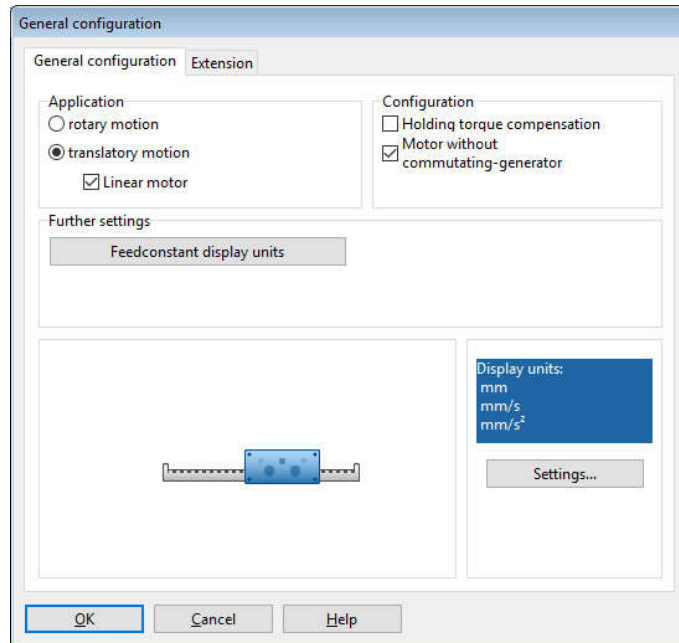 General configuration
General configuration
Extension
Application
rotary motion
translatory motion
Linear motor
Configuration
Holding torque compensation
Motor without
commutating-generator
Further settings
Feedconstant display units
Display units:
mm
mm/s
mm/s²
Settings...
OK
Cancel
Help